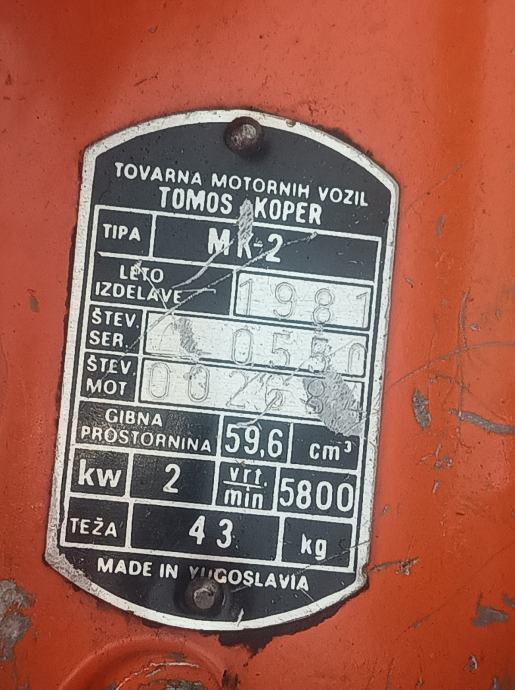 TOVARNA MOTORNIH VOZIL
TOMOS KOPER
TIPA MK-2
LETO IZDELAVE 1981
ŠTEV. SER.
ŠTEV. MOT
GIBNA PROSTORNINA 59,6 cm³
kw 2 vrt. min 5800
TEŽA 43 kg
MADE IN YUGOSLAVIA